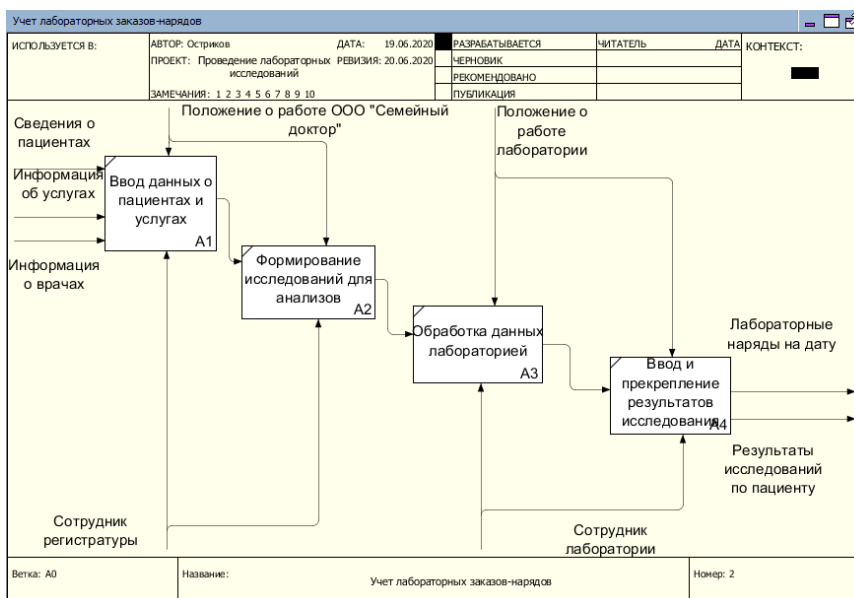 Учет лабораторных заказов-нарядов
ИСПОЛЬЗУЕТСЯ В:
АВТОР: Остриков
ДАТА: 19.06.2020
ПРОЕКТ: Проведение лабораторных
исследований
РЕВИЗИЯ: 20.06.2020
ЗАМЕЧАНИЯ: 1 2 3 4 5 6 7 8 9 10
РАЗРАБАТЫВАЕТСЯ
ЧЕРНОВИК
РЕКОМЕНДОВАНО
ПУБЛИКАЦИЯ
ЧИТАТЕЛЬ
ДАТА
КОНТЕКСТ:
Положение о работе ООО "Семейный
доктор"
Положение о
работе
лаборатории
Сведения о
пациентах
Информация
об услугах
Информация
о врачах
Ввод данных о
пациентах и
услугах
A1
Формирование
исследований для
анализов
A2
Обработка данных
лабораторией
A3
Ввод и
прекрепление
результатов
исследования
A4
Лабораторные
наряды на дату
Результаты
исследований
по пациенту
Сотрудник
регистратуры
Сотрудник
лаборатории
Ветка: A0
Название:
Учет лабораторных заказов-нарядов
Номер: 2